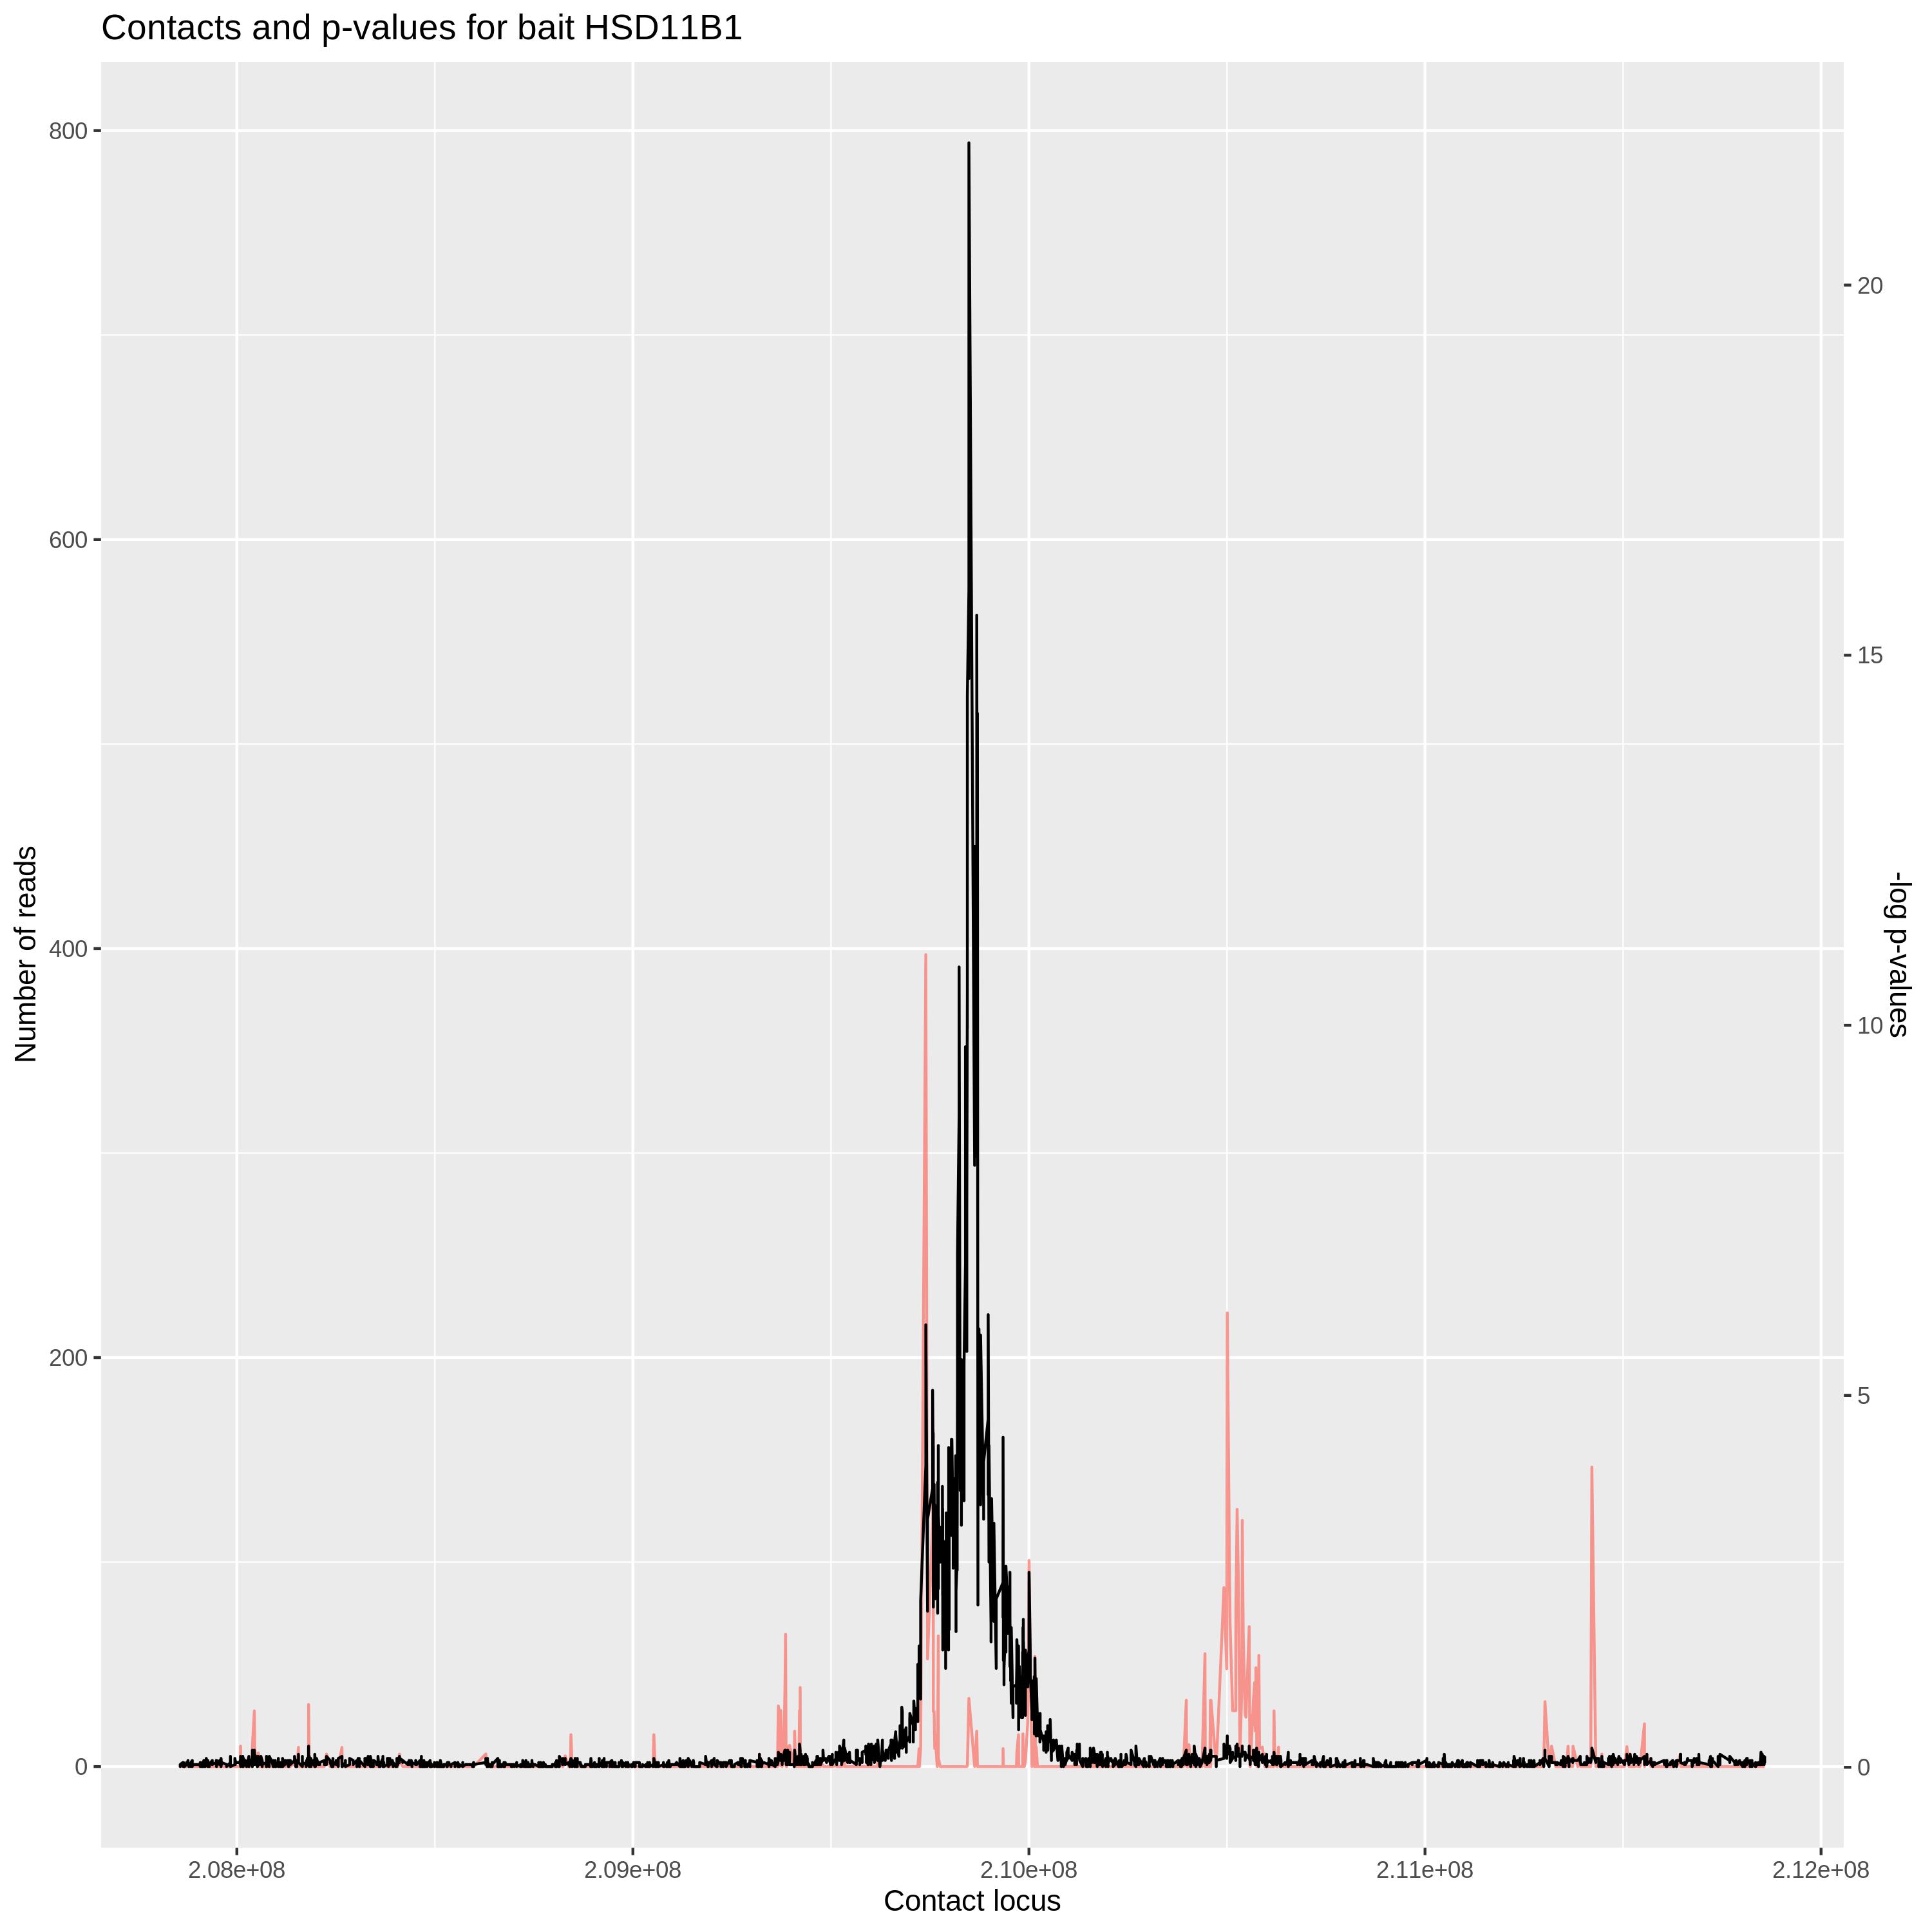 Contacts and p-values for bait HSD11B1
800
600
400
200
0
Number of reads
20
15
10
5
0
-log p-values
2.08e+08
2.09e+08
2.10e+08
2.11e+08
2.12e+08
Contact locus